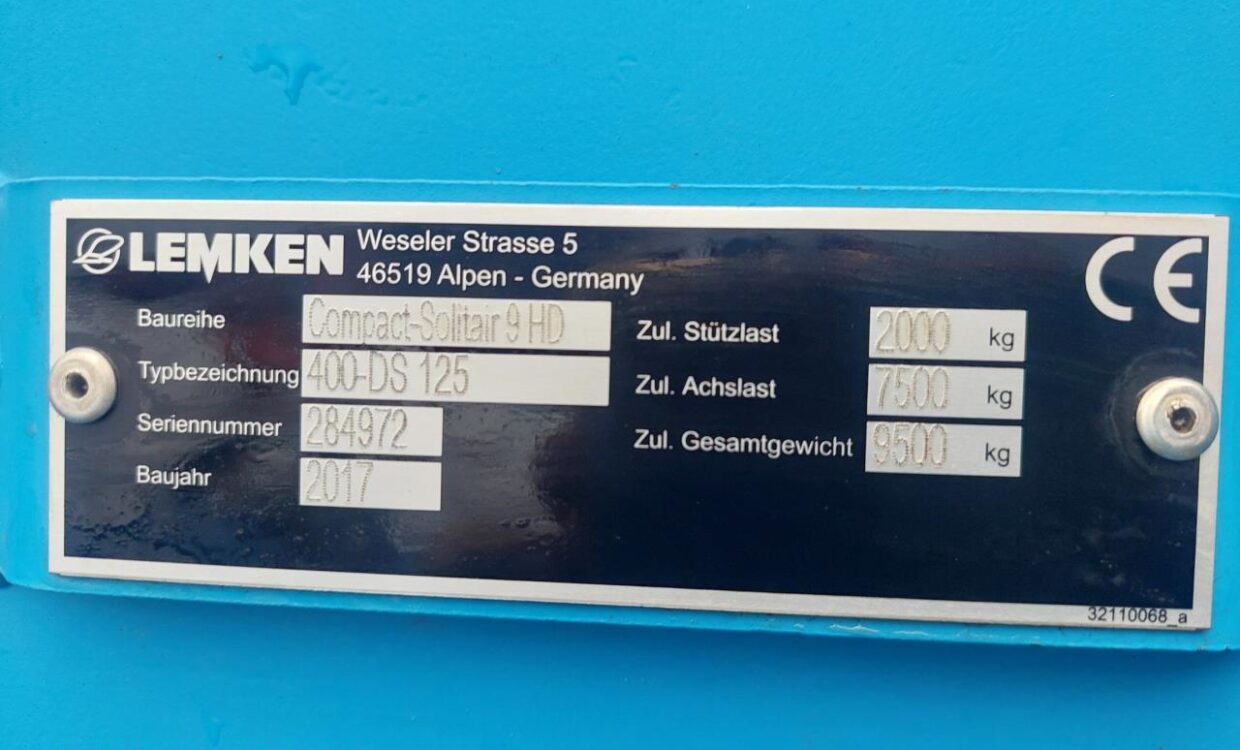 LEMKEN
Weseler Strasse 5
46519 Alpen - Germany
CE
Baureihe Compact-Solitair 9 HD
Typbezeichnung 400-DS 125
Seriennummer 284972
Baujahr 2017
Zul. Stützlast 2000 kg
Zul. Achslast 7500 kg
Zul. Gesamtgewicht 9500 kg
32110068_a